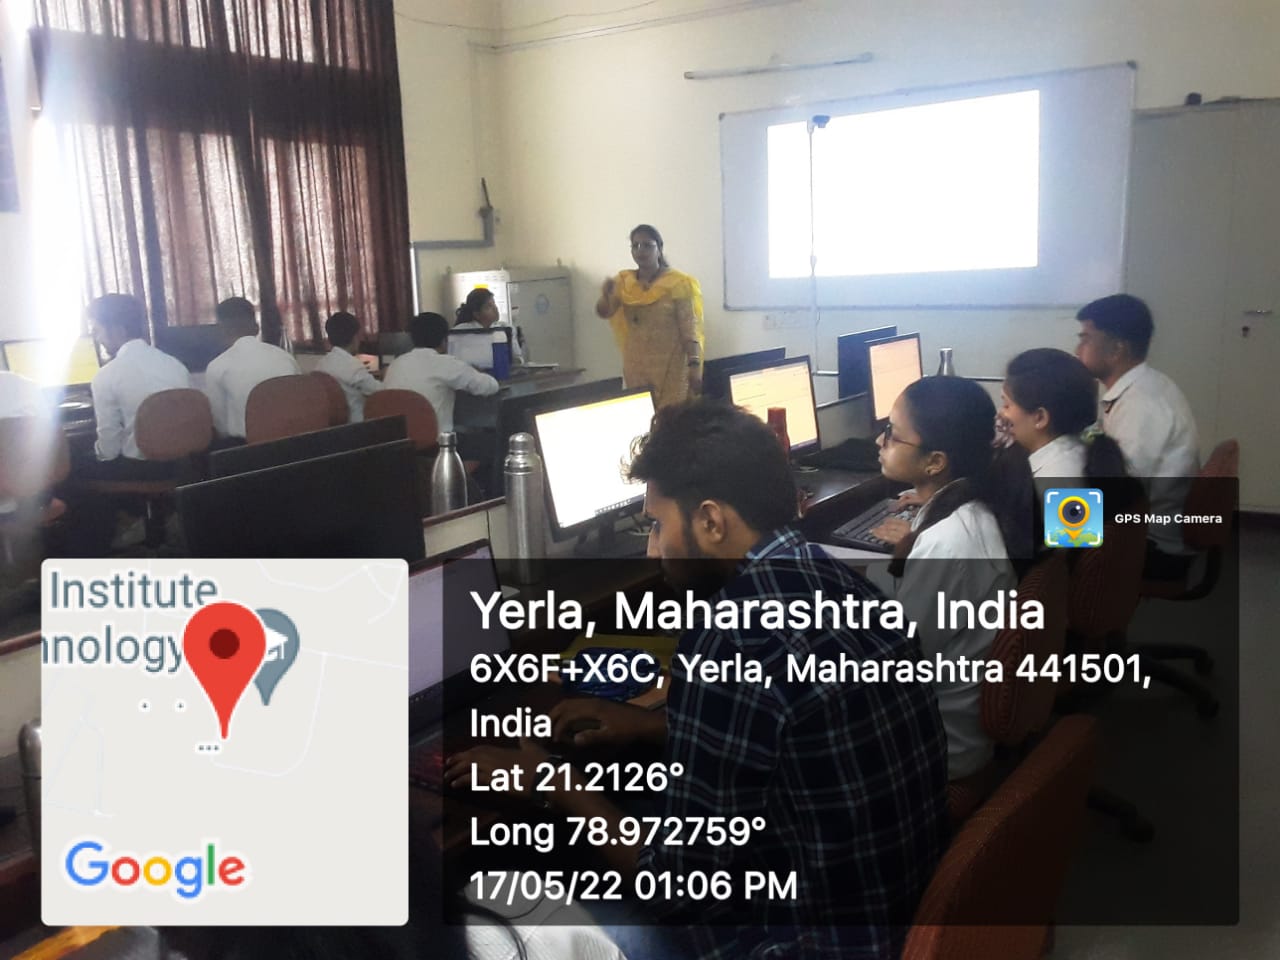 GPS Map Camera
Institute
nology
Yerla, Maharashtra, India
6X6F+X6C, Yerla, Maharashtra 441501,
India
Lat 21.2126°
Long 78.972759°
17/05/22 01:06 PM
Google